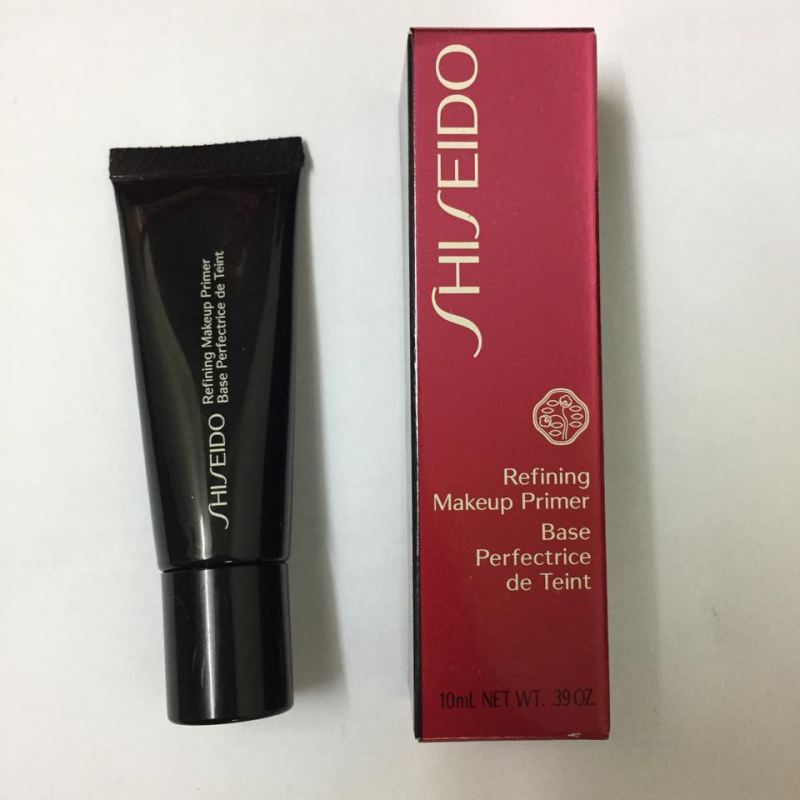 SHISEIDO
Refining Makeup Primer
Base Perfectrice de Teint
SHISEIDO
Refining
Makeup Primer
Base
Perfectrice
de Teint
10mL NET WT. .39 OZ.